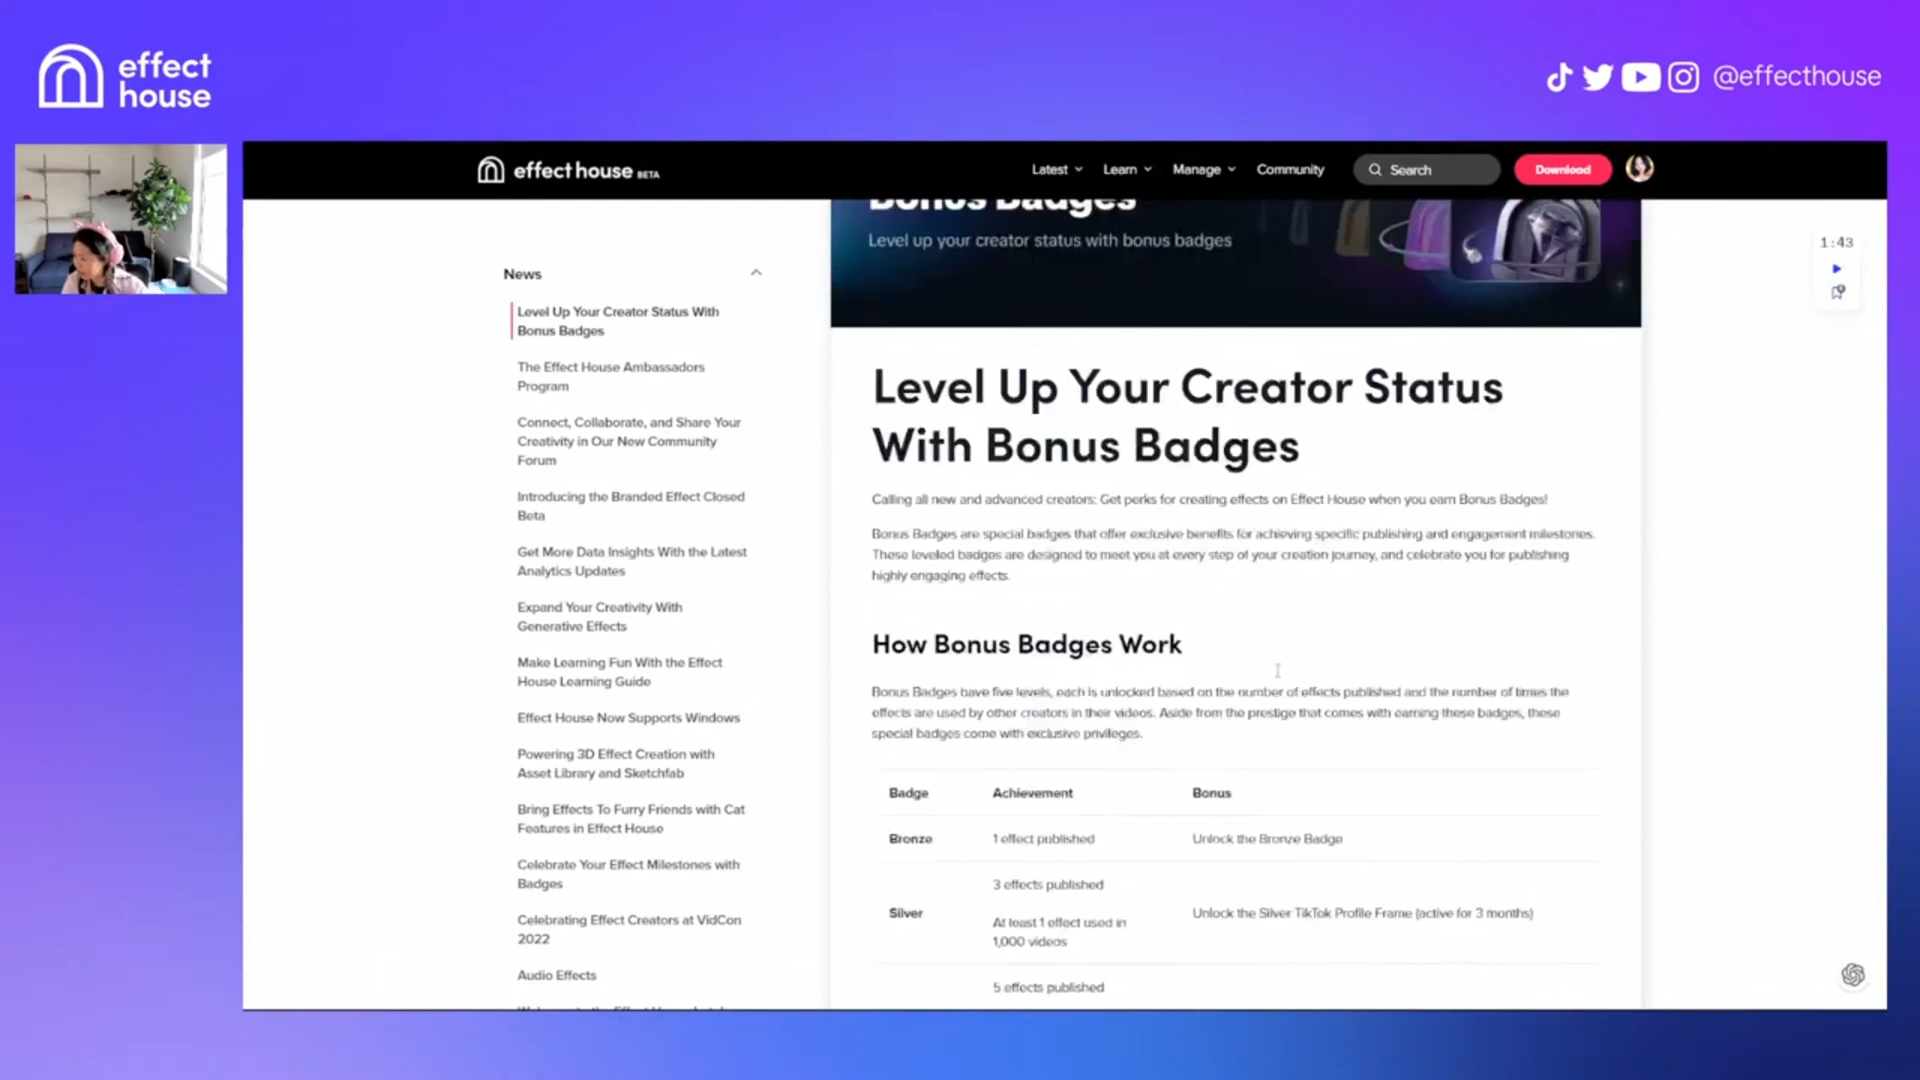 effect
house
@effecthouse
effect house BETA
Latest
Learn
Manage
Community
Search
Download
Bonus Badges
Level up your creator status with bonus badges
1:43
News
Level Up Your Creator Status With
Bonus Badges
The Effect House Ambassadors
Program
Connect, Collaborate, and Share Your
Creativity in Our New Community
Forum
Introducing the Branded Effect Closed
Beta
Get More Data Insights With the Latest
Analytics Updates
Expand Your Creativity With
Generative Effects
Make Learning Fun With the Effect
House Learning Guide
Effect House Now Supports Windows
Powering 3D Effect Creation with
Asset Library and Sketchfab
Bring Effects To Furry Friends with Cat
Features in Effect House
Celebrate Your Effect Milestones with
Badges
Celebrating Effect Creators at VidCon
2022
Audio Effects
Level Up Your Creator Status
With Bonus Badges
Calling all new and advanced creators: Get perks for creating effects on Effect House when you earn Bonus Badges!
Bonus Badges are special badges that offer exclusive benefits for achieving specific publishing and engagement milestones.
These leveled badges are designed to meet you at every step of your creation journey, and celebrate you for publishing
highly engaging effects.
How Bonus Badges Work
Bonus Badges have five levels, each is unlocked based on the number of effects published and the number of times the
effects are used by other creators in their videos. Aside from the prestige that comes with earning these badges, these
special badges come with exclusive privileges.
Badge Achievement Bonus
Bronze 1 effect published Unlock the Bronze Badge
3 effects published
Silver Unlock the Silver TikTok Profile Frame (active for 3 months)
At least 1 effect used in
1,000 videos
5 effects published